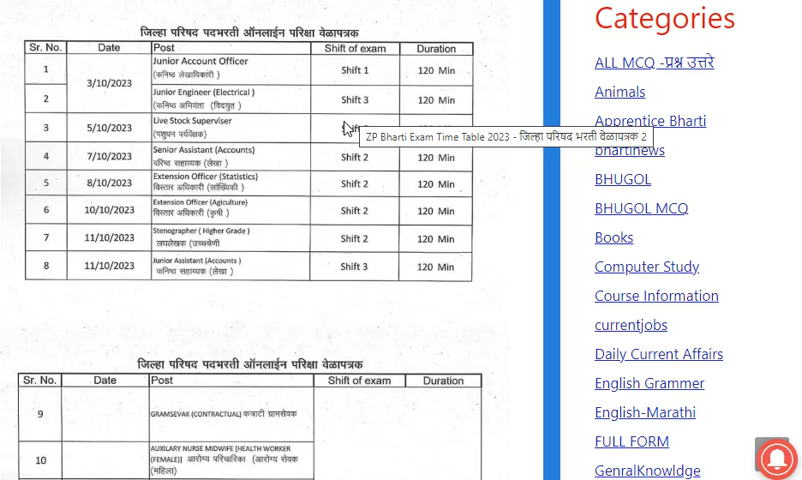 जिल्हा परिषद पदभरती ऑनलाईन परिक्षा वेळापत्रक
Sr. No. Date Post Shift of exam Duration
1 3/10/2023 Junior Account Officer Shift 1 120 Min
(कनिष्ठ लेखाधिकारी )
2 Junior Engineer (Electrical ) Shift 3 120 Min
(कनिष्ठ अभियंता (विदयुत )
3 5/10/2023 Live Stock Superviser
(पशुधन पर्यवेक्षक)
ZP Bharti Exam Time Table 2023 - जिल्हा परिषद भरती वेळापत्रक 2
4 7/10/2023 Senior Assistant (Accounts) Shift 2 120 Min
वरिष्ठ सहाय्यक (लेखा )
5 8/10/2023 Extension Officer (Statistics) Shift 2 120 Min
विस्तार अधिकारी (सांख्यिकी )
6 10/10/2023 Extension Officer (Agiculture) Shift 2 120 Min
विस्तार अधिकारी (कृषी )
7 11/10/2023 Stenographer ( Higher Grade ) Shift 2 120 Min
लघलेखक (उच्चश्रेणी
8 11/10/2023 Junior Assistant (Accounts ) Shift 3 120 Min
कनिष्ठ सहाय्यक (लेखा )
जिल्हा परिषद पदभरती ऑनलाईन परिक्षा वेळापत्रक
Sr. No. Date Post Shift of exam Duration
9 GRAMSEVAK (CONTRACTUAL) कंत्राटी ग्रामसेवक
10 AUXILARY NURSE MIDWIFE [HEALTH WORKER
(FEMALE)] आरोग्य परिचारिका (आरोग्य सेवक
(महिला)
Categories
ALL MCQ -प्रश्न उत्तरे
Animals
Apprentice Bharti
bhartinews
BHUGOL
BHUGOL MCQ
Books
Computer Study
Course Information
currentjobs
Daily Current Affairs
English Grammer
English-Marathi
FULL FORM
GenralKnowldge